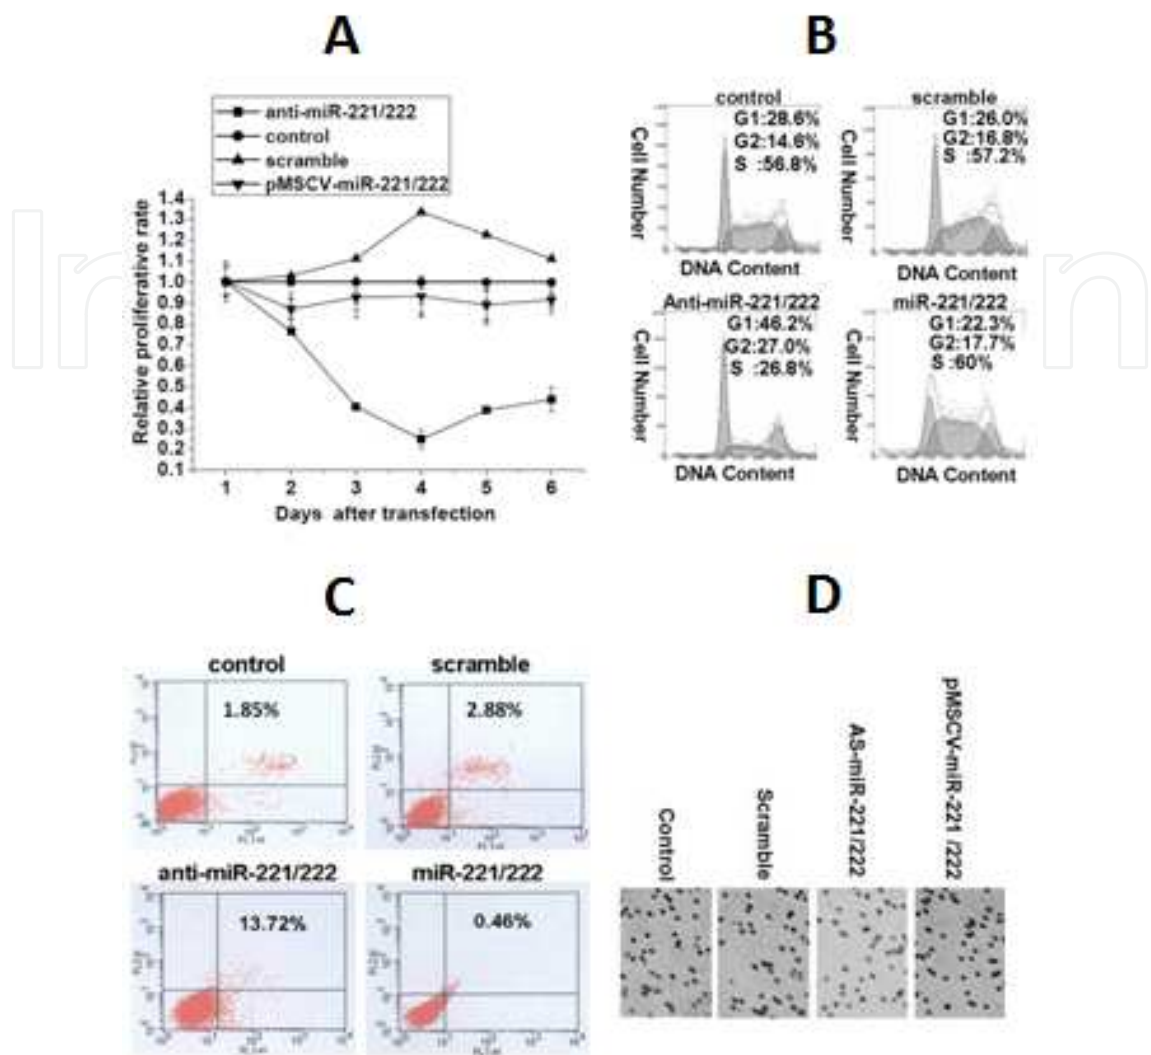 A
B
anti-miR-221/222
control
scramble
pMSCV-miR-221/222
Relative proliferative rate
1.4
1.3
1.2
1.1
1.0
0.9
0.8
0.7
0.6
0.5
0.4
0.3
0.2
0.1
1 2 3 4 5 6
Days after transfection
control
G1:28.6%
G2:14.6%
S :56.8%
Cell Number
DNA Content
scramble
G1:26.0%
G2:16.8%
S :57.2%
Cell Number
DNA Content
Anti-miR-221/222
G1:46.2%
G2:27.0%
S :26.8%
Cell Number
DNA Content
miR-221/222
G1:22.3%
G2:17.7%
S :60%
Cell Number
DNA Content
C
D
control
1.85%
scramble
2.88%
anti-miR-221/222
13.72%
miR-221/222
0.46%
Control
Scramble
AS-miR-221/222
pMSCV-miR-221 /222